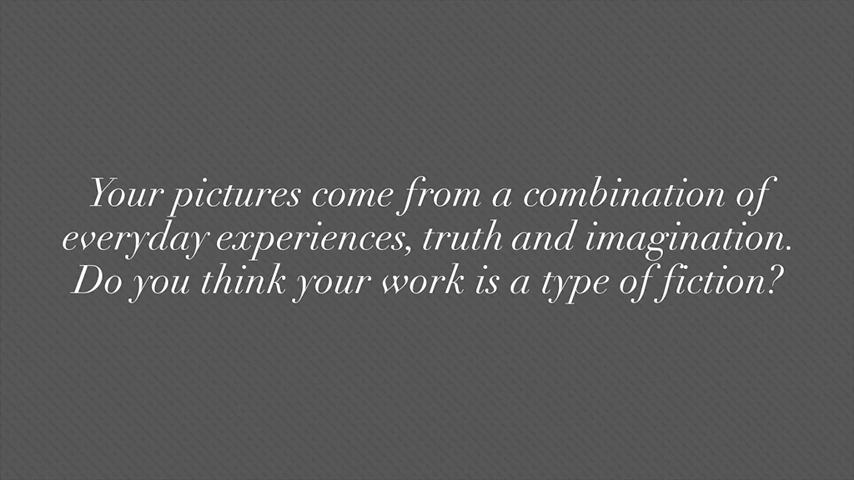 Your pictures come from a combination of
everyday experiences, truth and imagination.
Do you think your work is a type of fiction?